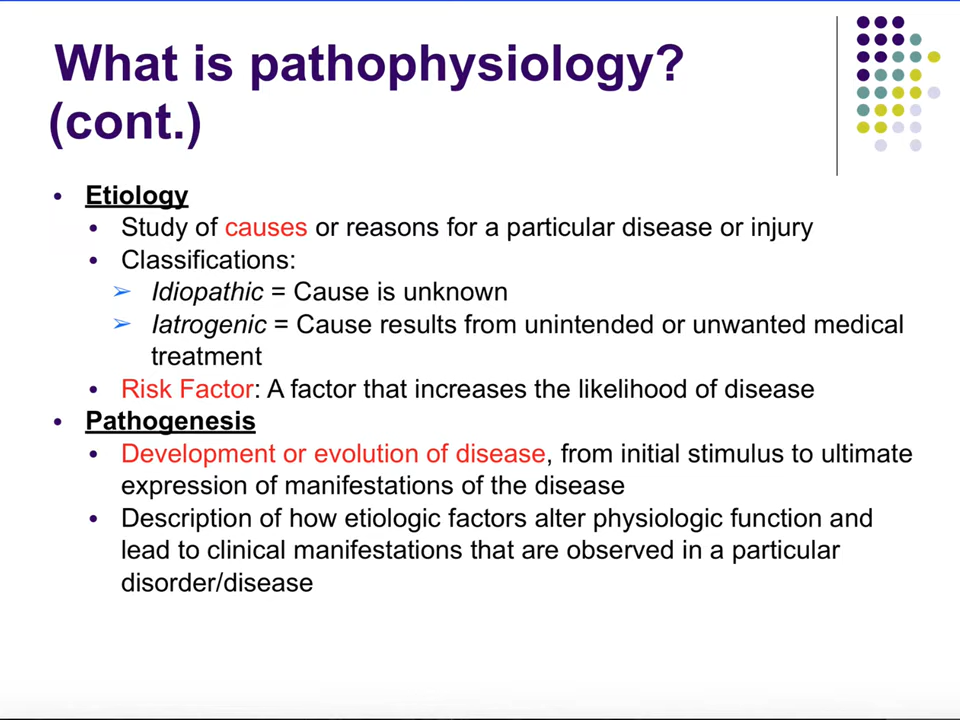 What is pathophysiology?
(cont.)
• Etiology
• Study of causes or reasons for a particular disease or injury
• Classifications:
➢ Idiopathic = Cause is unknown
➢ Iatrogenic = Cause results from unintended or unwanted medical
treatment
• Risk Factor: A factor that increases the likelihood of disease
• Pathogenesis
• Development or evolution of disease, from initial stimulus to ultimate
expression of manifestations of the disease
• Description of how etiologic factors alter physiologic function and
lead to clinical manifestations that are observed in a particular
disorder/disease